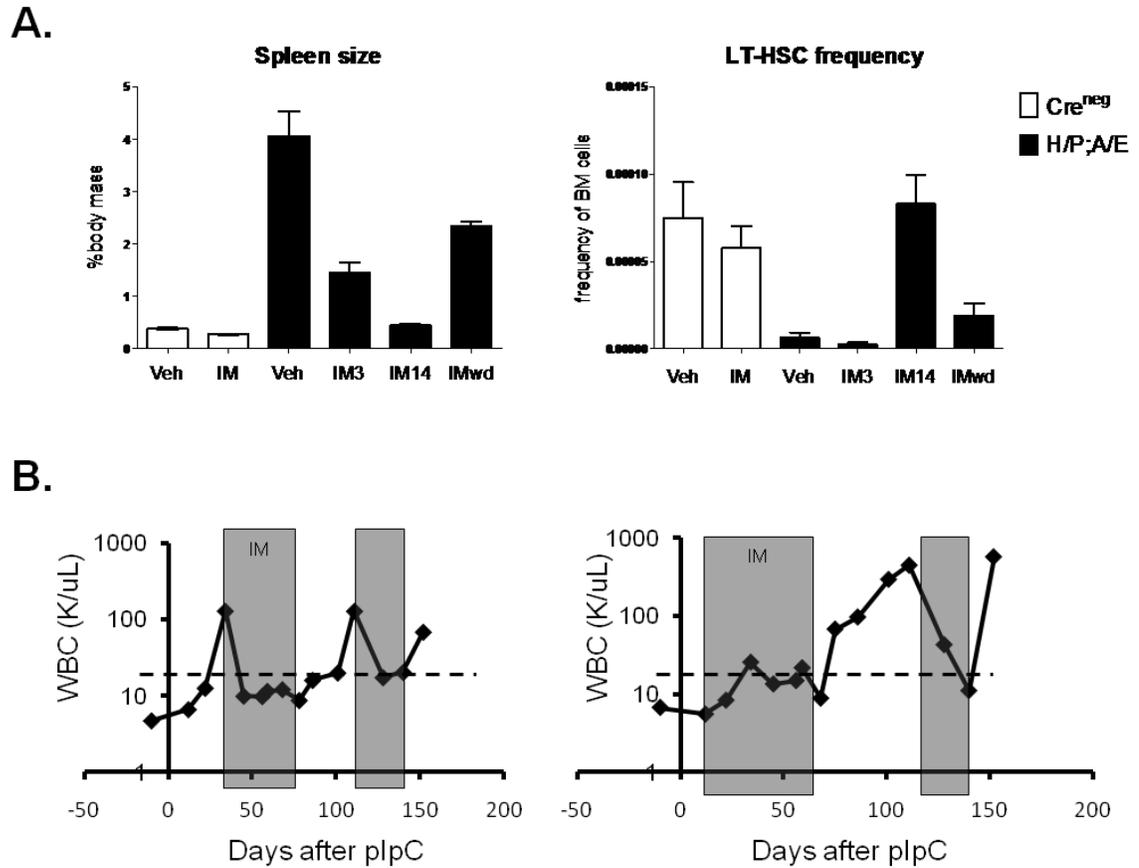 A.
Spleen size
LT-HSC frequency
5
4
3
2
1
0
% body mass
Veh IM Veh IM3 IM14 IMwd
0.00015
0.00010
0.00005
0.00000
frequency of BM cells
Veh IM Veh IM3 IM14 IMwd
Cre^neg
H/P;A/E
B.
1000
100
10
1
WBC (K/uL)
IM
-50 0 50 100 150 200
Days after pIpC
1000
100
10
1
WBC (K/uL)
IM
-50 0 50 100 150 200
Days after pIpC